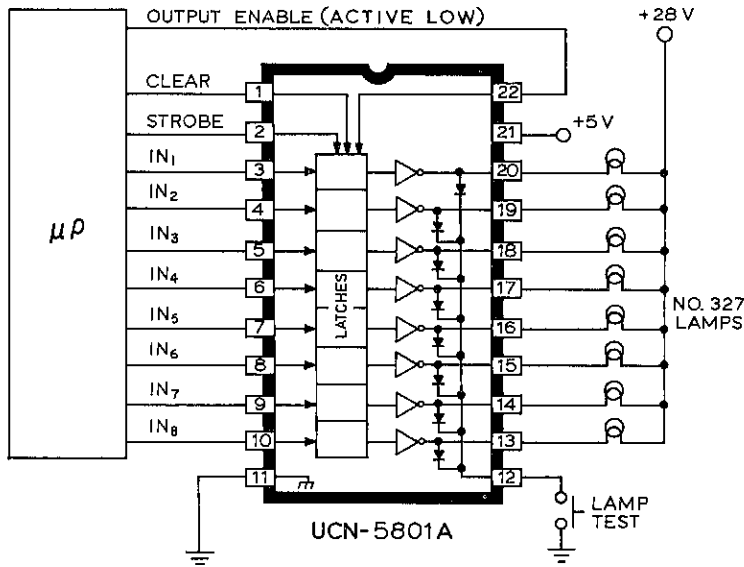 OUTPUT ENABLE (ACTIVE LOW)
+28 V
CLEAR 1 22
STROBE 2 21 +5 V
IN1 3 20
IN2 4 19
μP
IN3 5 18
IN4 6 17
LATCHES
NO. 327
LAMPS
IN5 7 16
IN6 8 15
IN7 9 14
IN8 10 13
11 12
LAMP
TEST
UCN-5801A